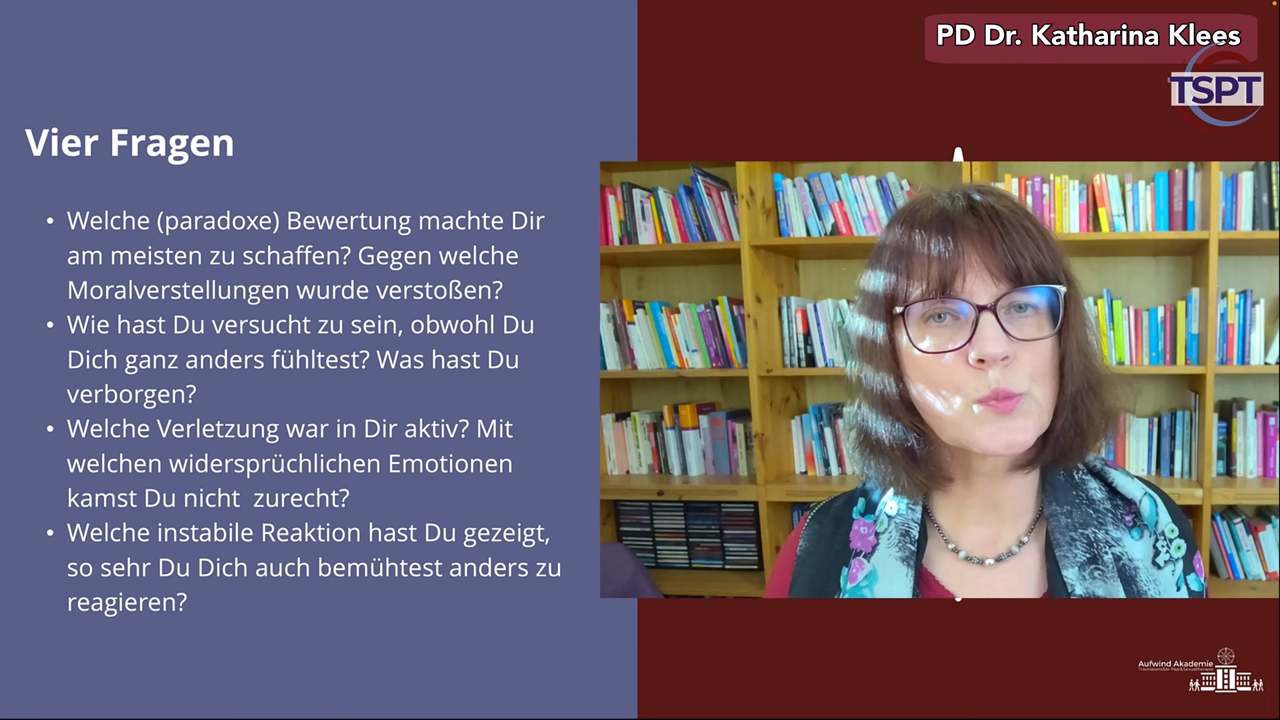 PD Dr. Katharina Klees
TSPT
Vier Fragen
• Welche (paradoxe) Bewertung machte Dir
am meisten zu schaffen? Gegen welche
Moralverstellungen wurde verstoßen?
• Wie hast Du versucht zu sein, obwohl Du
Dich ganz anders fühltest? Was hast Du
verborgen?
• Welche Verletzung war in Dir aktiv? Mit
welchen widersprüchlichen Emotionen
kamst Du nicht zurecht?
• Welche instabile Reaktion hast Du gezeigt,
so sehr Du Dich auch bemühtest anders zu
reagieren?
Aufwind Akademie